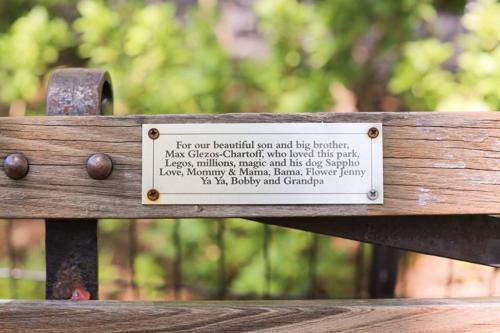 For our beautiful son and big brother,
Max Glezos-Chartoff, who loved this park,
Legos, millions, magic and his dog Sappho
Love, Mommy & Mama, Bama, Flower Jenny
Ya Ya, Bobby and Grandpa